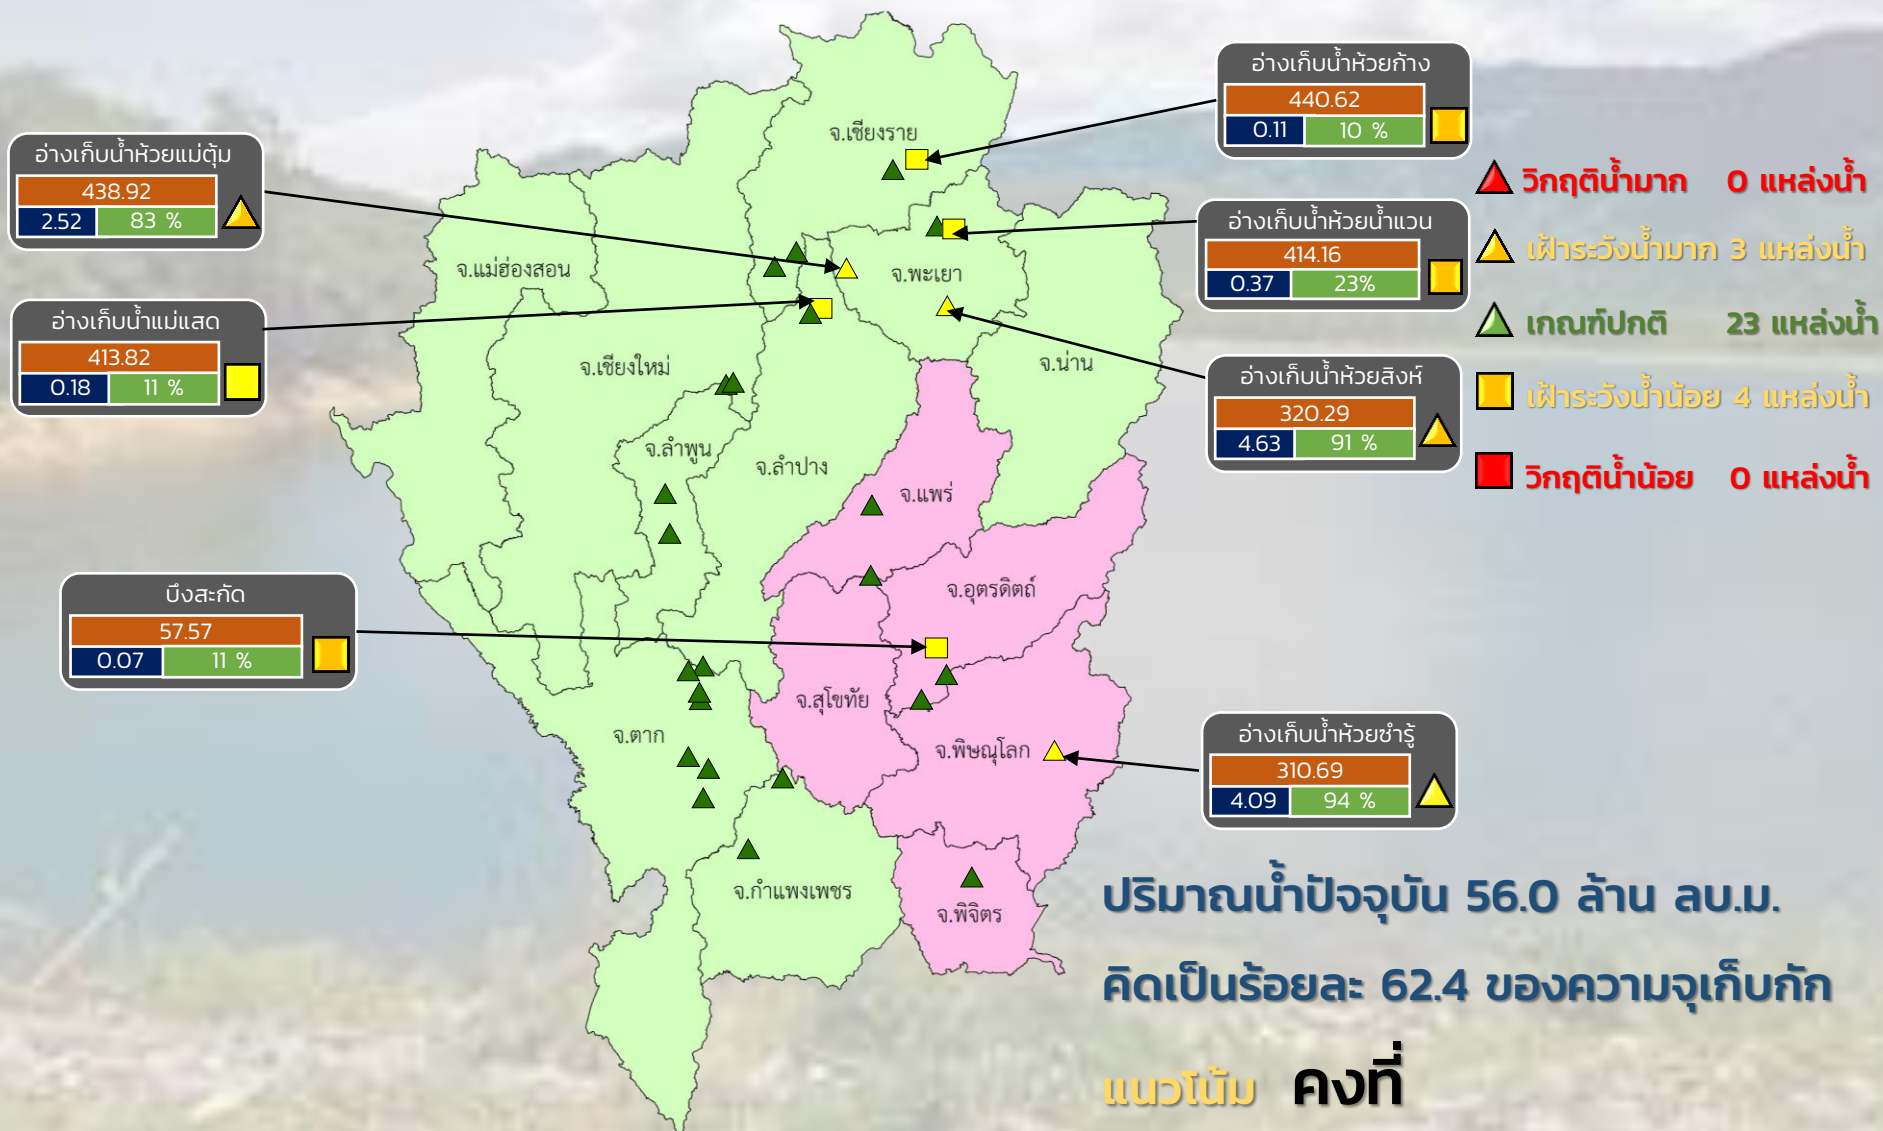 อ่างเก็บน้ำห้วยก้าง
440.62
0.11 10 %
อ่างเก็บน้ำห้วยแม่ตุ้ม
438.92
2.52 83 %
อ่างเก็บน้ำห้วยน้ำแวน
414.16
0.37 23%
อ่างเก็บน้ำแม่แสด
413.82
0.18 11 %
อ่างเก็บน้ำห้วยสิงห์
320.29
4.63 91 %
บึงสะกัด
57.57
0.07 11 %
อ่างเก็บน้ำห้วยซำรู้
310.69
4.09 94 %
วิกฤติน้ำมาก 0 แหล่งน้ำ
เฝ้าระวังน้ำมาก 3 แหล่งน้ำ
เกณฑ์ปกติ 23 แหล่งน้ำ
เฝ้าระวังน้ำน้อย 4 แหล่งน้ำ
วิกฤติน้ำน้อย 0 แหล่งน้ำ
จ.เชียงราย
จ.แม่ฮ่องสอน
จ.พะเยา
จ.เชียงใหม่
จ.น่าน
จ.ลำพูน
จ.ลำปาง
จ.แพร่
จ.อุตรดิตถ์
จ.สุโขทัย
จ.ตาก
จ.พิษณุโลก
จ.กำแพงเพชร
จ.พิจิตร
ปริมาณน้ำปัจจุบัน 56.0 ล้าน ลบ.ม.
คิดเป็นร้อยละ 62.4 ของความจุเก็บกัก
แนวโน้ม คงที่